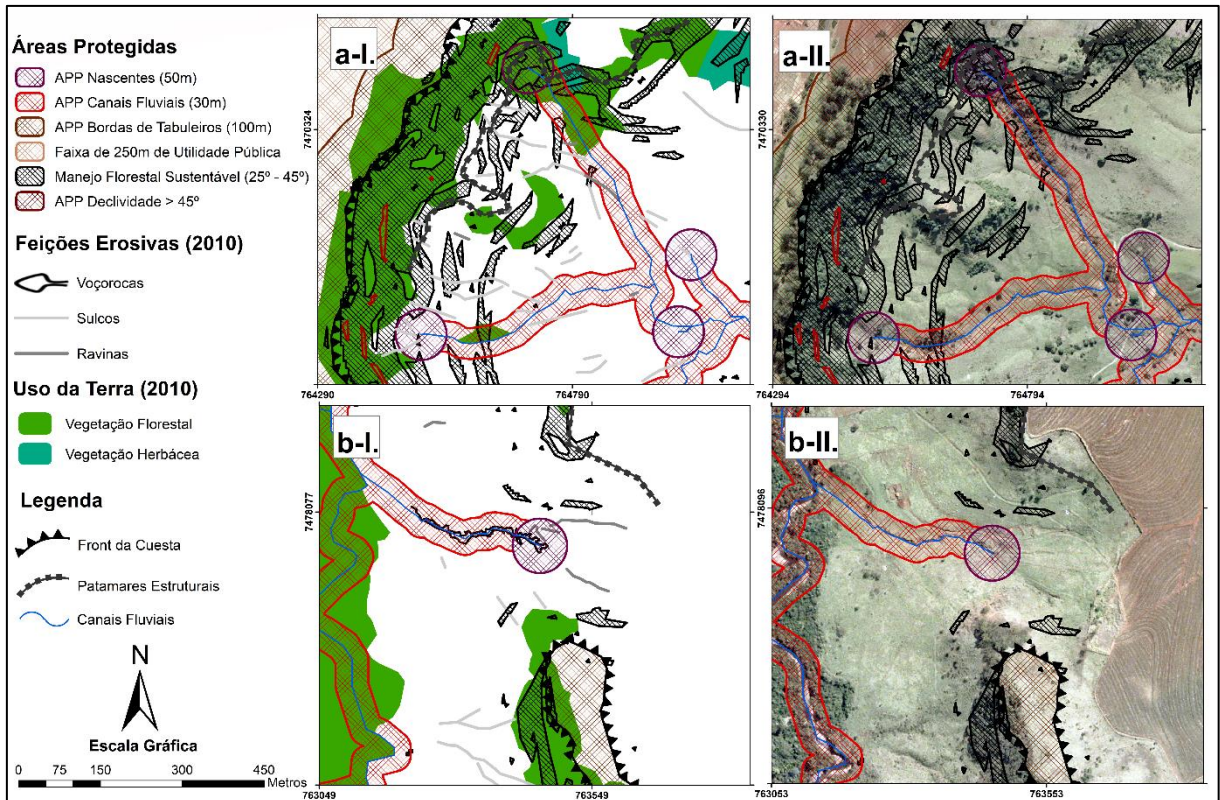 Áreas Protegidas
APP Nascentes (50m)
APP Canais Fluviais (30m)
APP Bordas de Tabuleiros (100m)
Faixa de 250m de Utilidade Pública
Manejo Florestal Sustentável (25º - 45º)
APP Declividade > 45º
Feições Erosivas (2010)
Voçorocas
Sulcos
Ravinas
Uso da Terra (2010)
Vegetação Florestal
Vegetação Herbácea
Legenda
Front da Cuesta
Patamares Estruturais
Canais Fluviais
N
Escala Gráfica
0 75 150 300 450
Metros
a-I.
7470324
764290 764790
a-II.
7470330
764294 764794
b-I.
7478077
763049 763549
b-II.
7478096
763053 763553